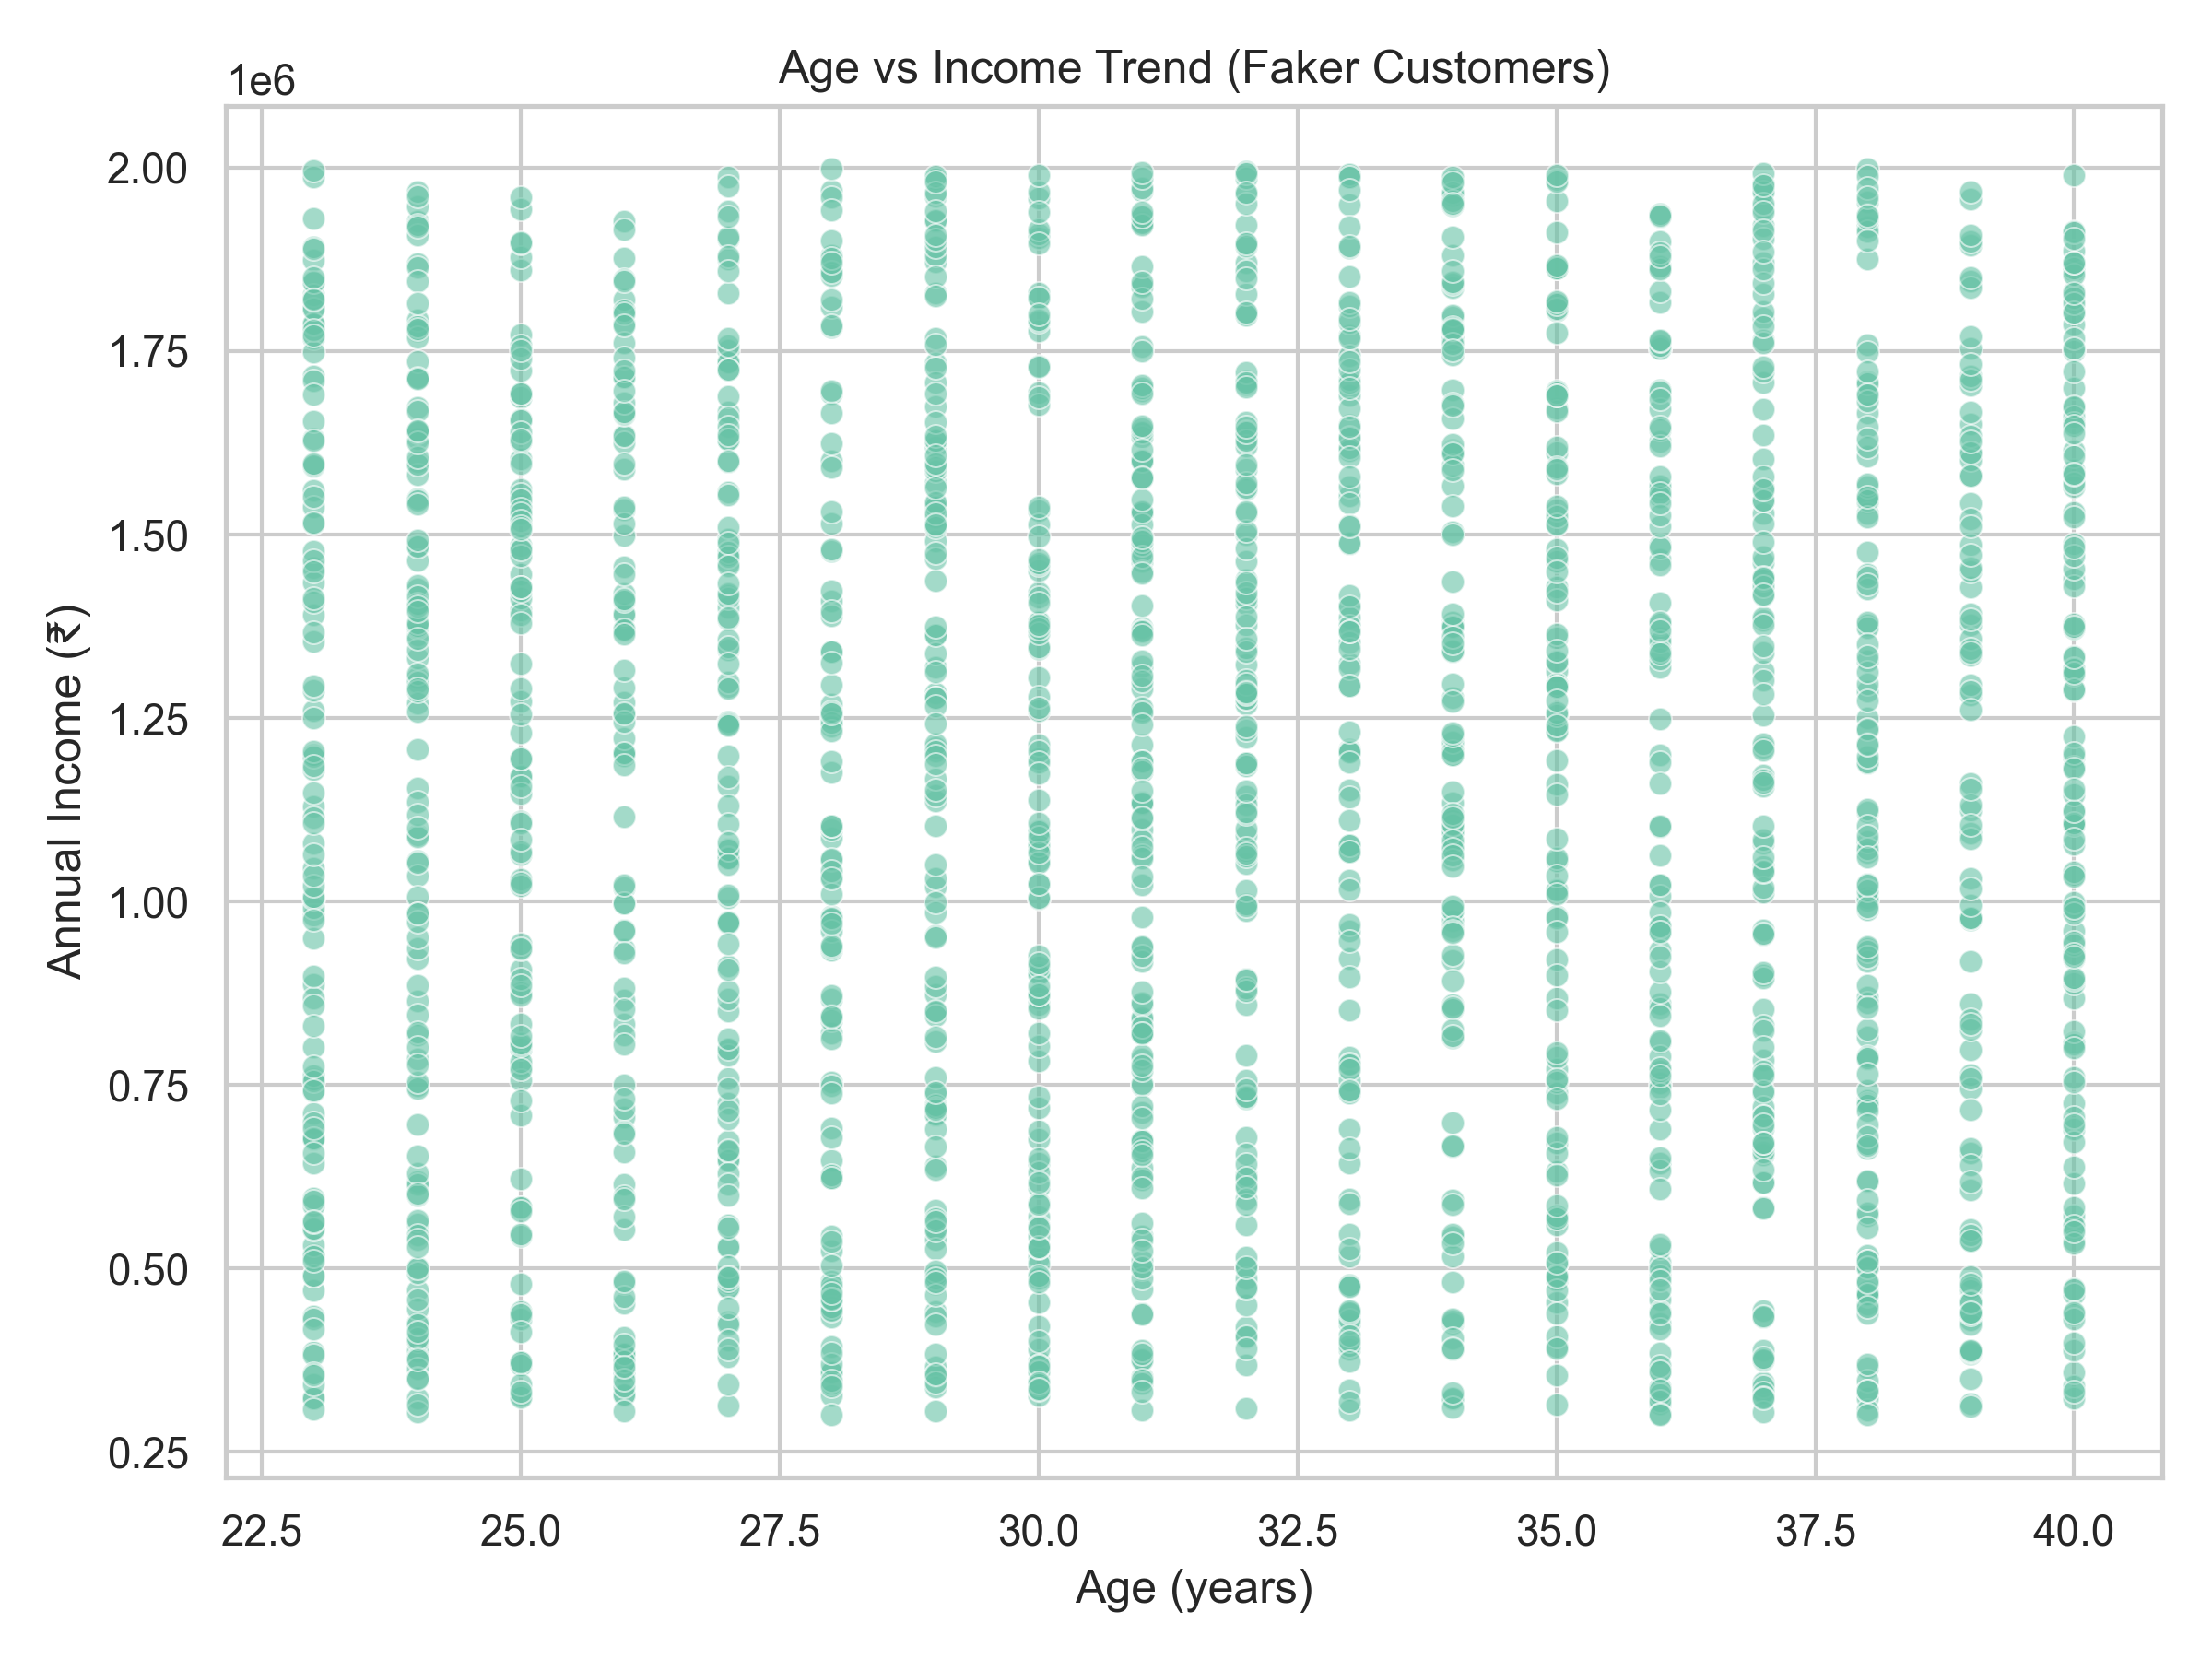 Age vs Income Trend (Faker Customers)
1e6
2.00
1.75
1.50
1.25
1.00
0.75
0.50
0.25
Annual Income (₹)
22.5 25.0 27.5 30.0 32.5 35.0 37.5 40.0
Age (years)